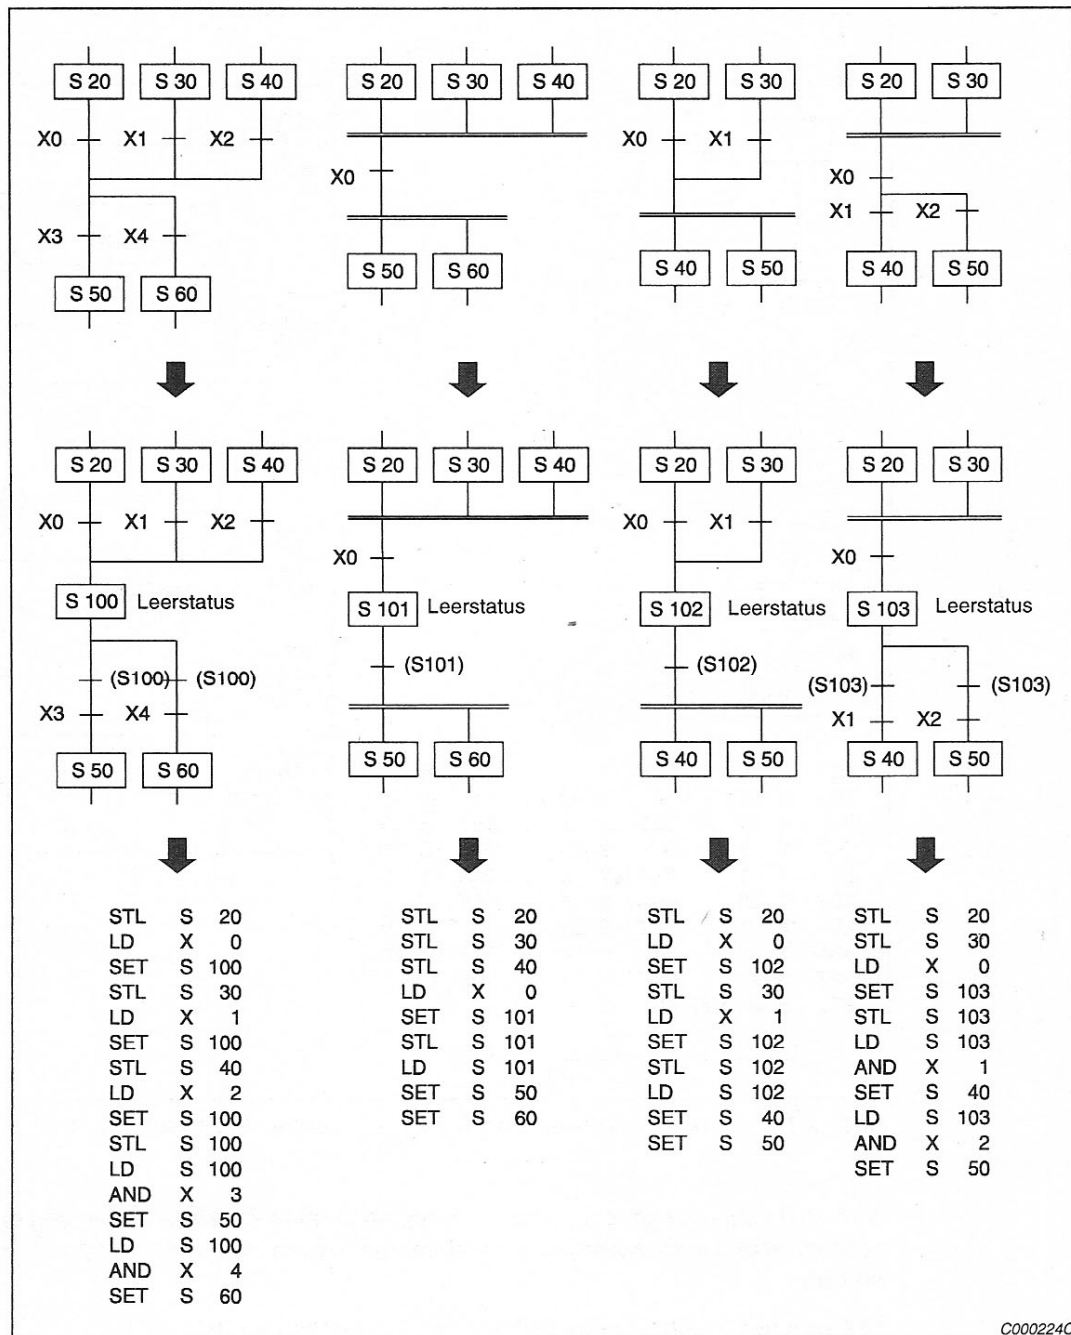 S 20 S 30 S 40 S 20 S 30 S 40 S 20 S 30 S 20 S 30
X0 X1 X2 X0 X1
X0 X0
X3 X4 X1 X2
S 50 S 60 S 50 S 60 S 40 S 50 S 40 S 50
S 20 S 30 S 40 S 20 S 30 S 40 S 20 S 30 S 20 S 30
X0 X1 X2 X0 X1
X0 X0
S 100 Leerstatus S 101 Leerstatus S 102 Leerstatus S 103 Leerstatus
(S100) (S100) (S101) (S102) (S103) (S103)
X3 X4 X1 X2
S 50 S 60 S 50 S 60 S 40 S 50 S 40 S 50
STL S 20
LD X 0
SET S 100
STL S 30
LD X 1
SET S 100
STL S 40
LD X 2
SET S 100
STL S 100
LD S 100
AND X 3
SET S 50
LD S 100
AND X 4
SET S 60
STL S 20
STL S 30
STL S 40
LD X 0
SET S 101
STL S 101
LD S 101
SET S 50
SET S 60
STL S 20
LD X 0
SET S 102
STL S 30
LD X 1
SET S 102
STL S 102
LD S 102
SET S 40
SET S 50
STL S 20
STL S 30
LD X 0
SET S 103
STL S 103
LD S 103
AND X 1
SET S 40
LD S 103
AND X 2
SET S 50
C000224C